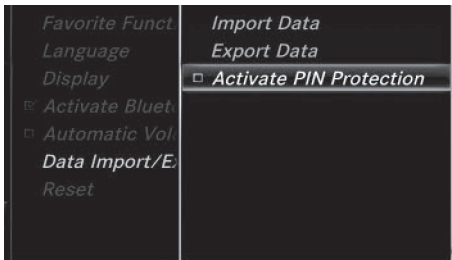 Favorite Funct
Language
Display
Activate Bluet
Automatic Vol
Data Import/Ex
Reset
Import Data
Export Data
Activate PIN Protection